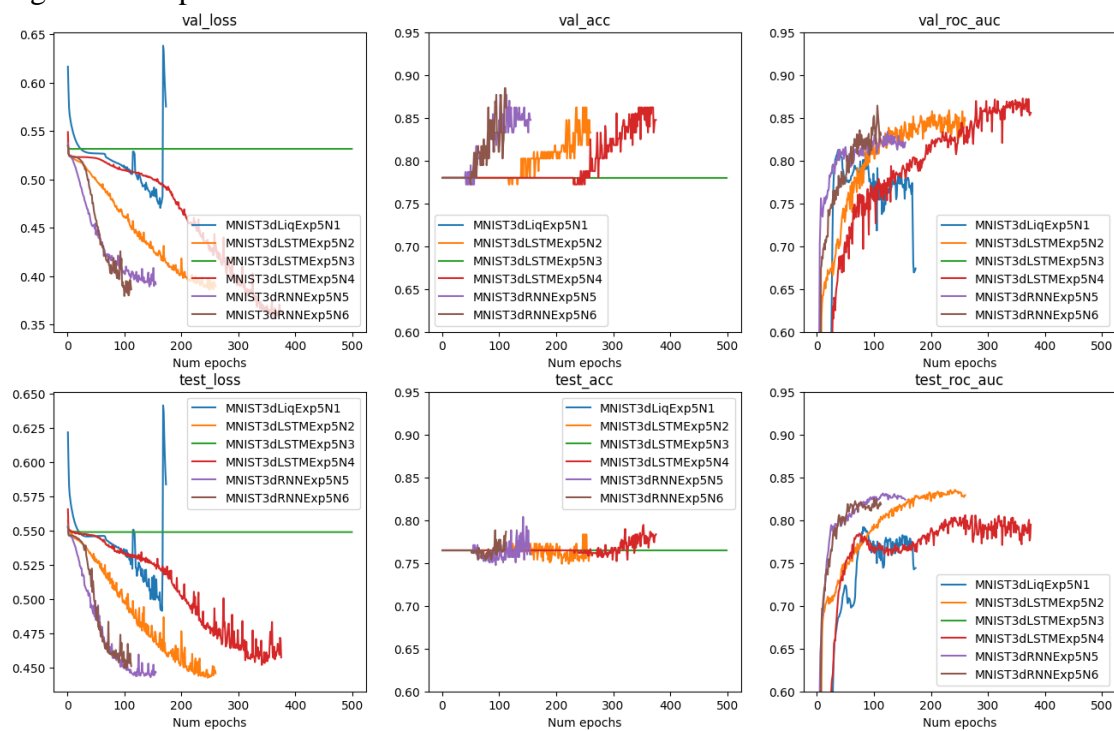 val_loss
0.65
0.60
0.55
0.50
0.45
0.40
0.35
MNIST3dLiqExp5N1
MNIST3dLSTMExp5N2
MNIST3dLSTMExp5N3
MNIST3dLSTMExp5N4
MNIST3dRNNExp5N5
MNIST3dRNNExp5N6
0 100 200 300 400 500
Num epochs
val_acc
0.95
0.90
0.85
0.80
0.75
0.70
0.65
0.60
MNIST3dLiqExp5N1
MNIST3dLSTMExp5N2
MNIST3dLSTMExp5N3
MNIST3dLSTMExp5N4
MNIST3dRNNExp5N5
MNIST3dRNNExp5N6
0 100 200 300 400 500
Num epochs
val_roc_auc
0.95
0.90
0.85
0.80
0.75
0.70
0.65
0.60
MNIST3dLiqExp5N1
MNIST3dLSTMExp5N2
MNIST3dLSTMExp5N3
MNIST3dLSTMExp5N4
MNIST3dRNNExp5N5
MNIST3dRNNExp5N6
0 100 200 300 400 500
Num epochs
test_loss
0.650
0.625
0.600
0.575
0.550
0.525
0.500
0.475
0.450
MNIST3dLiqExp5N1
MNIST3dLSTMExp5N2
MNIST3dLSTMExp5N3
MNIST3dLSTMExp5N4
MNIST3dRNNExp5N5
MNIST3dRNNExp5N6
0 100 200 300 400 500
Num epochs
test_acc
0.95
0.90
0.85
0.80
0.75
0.70
0.65
0.60
MNIST3dLiqExp5N1
MNIST3dLSTMExp5N2
MNIST3dLSTMExp5N3
MNIST3dLSTMExp5N4
MNIST3dRNNExp5N5
MNIST3dRNNExp5N6
0 100 200 300 400 500
Num epochs
test_roc_auc
0.95
0.90
0.85
0.80
0.75
0.70
0.65
0.60
MNIST3dLiqExp5N1
MNIST3dLSTMExp5N2
MNIST3dLSTMExp5N3
MNIST3dLSTMExp5N4
MNIST3dRNNExp5N5
MNIST3dRNNExp5N6
0 100 200 300 400 500
Num epochs